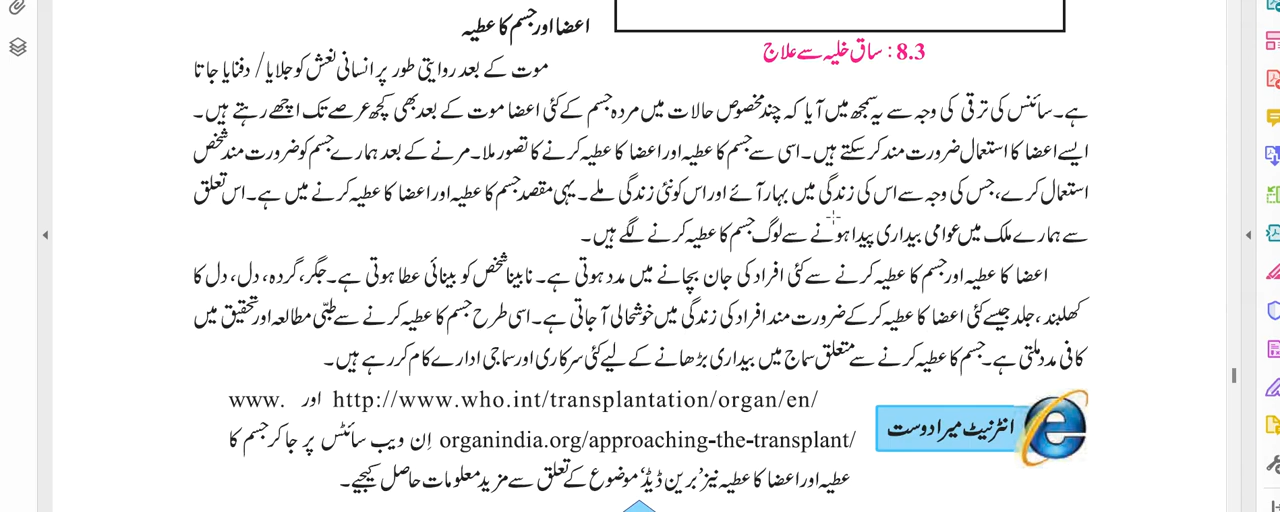 اعضا اور جسم کا عطیہ
8.3 : ساق خلیہ سے علاج
موت کے بعد روایتی طور پر انسانی نعش کو جلایا/ دفنایا جاتا
ہے۔ سائنس کی ترقی کی وجہ سے یہ سمجھ میں آیا کہ چند مخصوص حالات میں مردہ جسم کے کئی اعضا موت کے بعد بھی کچھ عرصے تک اچھے رہتے ہیں۔
ایسے اعضا کا استعمال ضرورت مند کر سکتے ہیں۔ اسی سے جسم کا عطیہ اور اعضا کا عطیہ کرنے کا تصور ملا۔ مرنے کے بعد ہمارے جسم کو ضرورت مند شخص
استعمال کرے، جس کی وجہ سے اس کی زندگی میں بہار آئے اور اس کو نئی زندگی ملے۔ یہی مقصد جسم کا عطیہ اور اعضا کا عطیہ کرنے میں ہے۔ اس تعلق
سے ہمارے ملک میں عوامی بیداری پیدا ہونے سے لوگ جسم کا عطیہ کرنے لگے ہیں۔
اعضا کا عطیہ اور جسم کا عطیہ کرنے سے کئی افراد کی جان بچانے میں مدد ہوتی ہے۔ نابینا شخص کو بینائی عطا ہوتی ہے۔ جگر، گردہ، دل، دل کا
کھلبند، جلد جیسے کئی اعضا کا عطیہ کر کے ضرورت مند افراد کی زندگی میں خوشحالی آ جاتی ہے۔ اسی طرح جسم کا عطیہ کرنے سے طبّی مطالعہ اور تحقیق میں
کافی مدد ملتی ہے۔ جسم کا عطیہ کرنے سے متعلق سماج میں بیداری بڑھانے کے لیے کئی سرکاری اور سماجی ادارے کام کر رہے ہیں۔
انٹرنیٹ میرا دوست
http://www.who.int/transplantation/organ/en/ اور www.
organindia.org/approaching-the-transplant/ اِن ویب سائٹس پر جا کر جسم کا
عطیہ اور اعضا کا عطیہ نیز ’برین ڈیڈ‘ موضوع کے تعلق سے مزید معلومات حاصل کیجیے۔